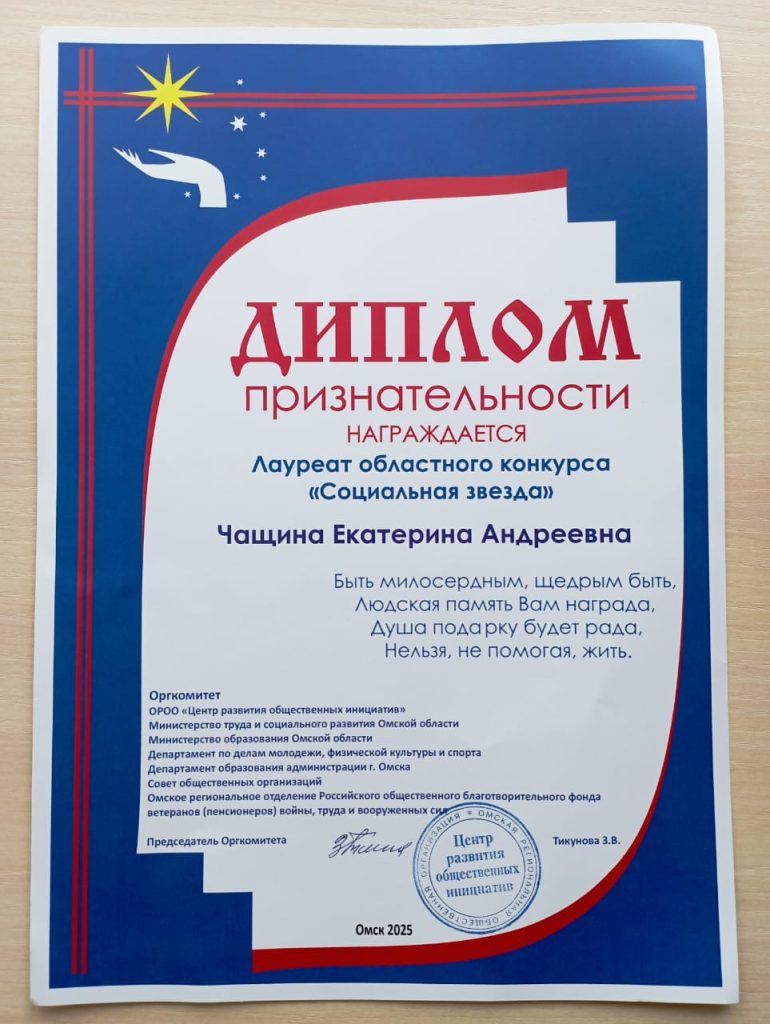 ДИПЛОМ
признательности
НАГРАЖДАЕТСЯ
Лауреат областного конкурса
«Социальная звезда»
Чащина Екатерина Андреевна
Быть милосердным, щедрым быть,
Людская память Вам награда,
Душа подарку будет рада,
Нельзя, не помогая, жить.
Оргкомитет
ОРОО «Центр развития общественных инициатив»
Министерство труда и социального развития Омской области
Министерство образования Омской области
Департамент по делам молодежи, физической культуры и спорта
Департамент образования администрации г. Омска
Совет общественных организаций
Омское региональное отделение Российского общественного благотворительного фонда
ветеранов (пенсионеров) войны, труда и вооруженных сил
Председатель Оргкомитета
Тикунова З.В.
ОМСКАЯ РЕГИОНАЛЬНАЯ ОБЩЕСТВЕННАЯ ОРГАНИЗАЦИЯ
Центр
развития
общественных
инициатив
Омск 2025